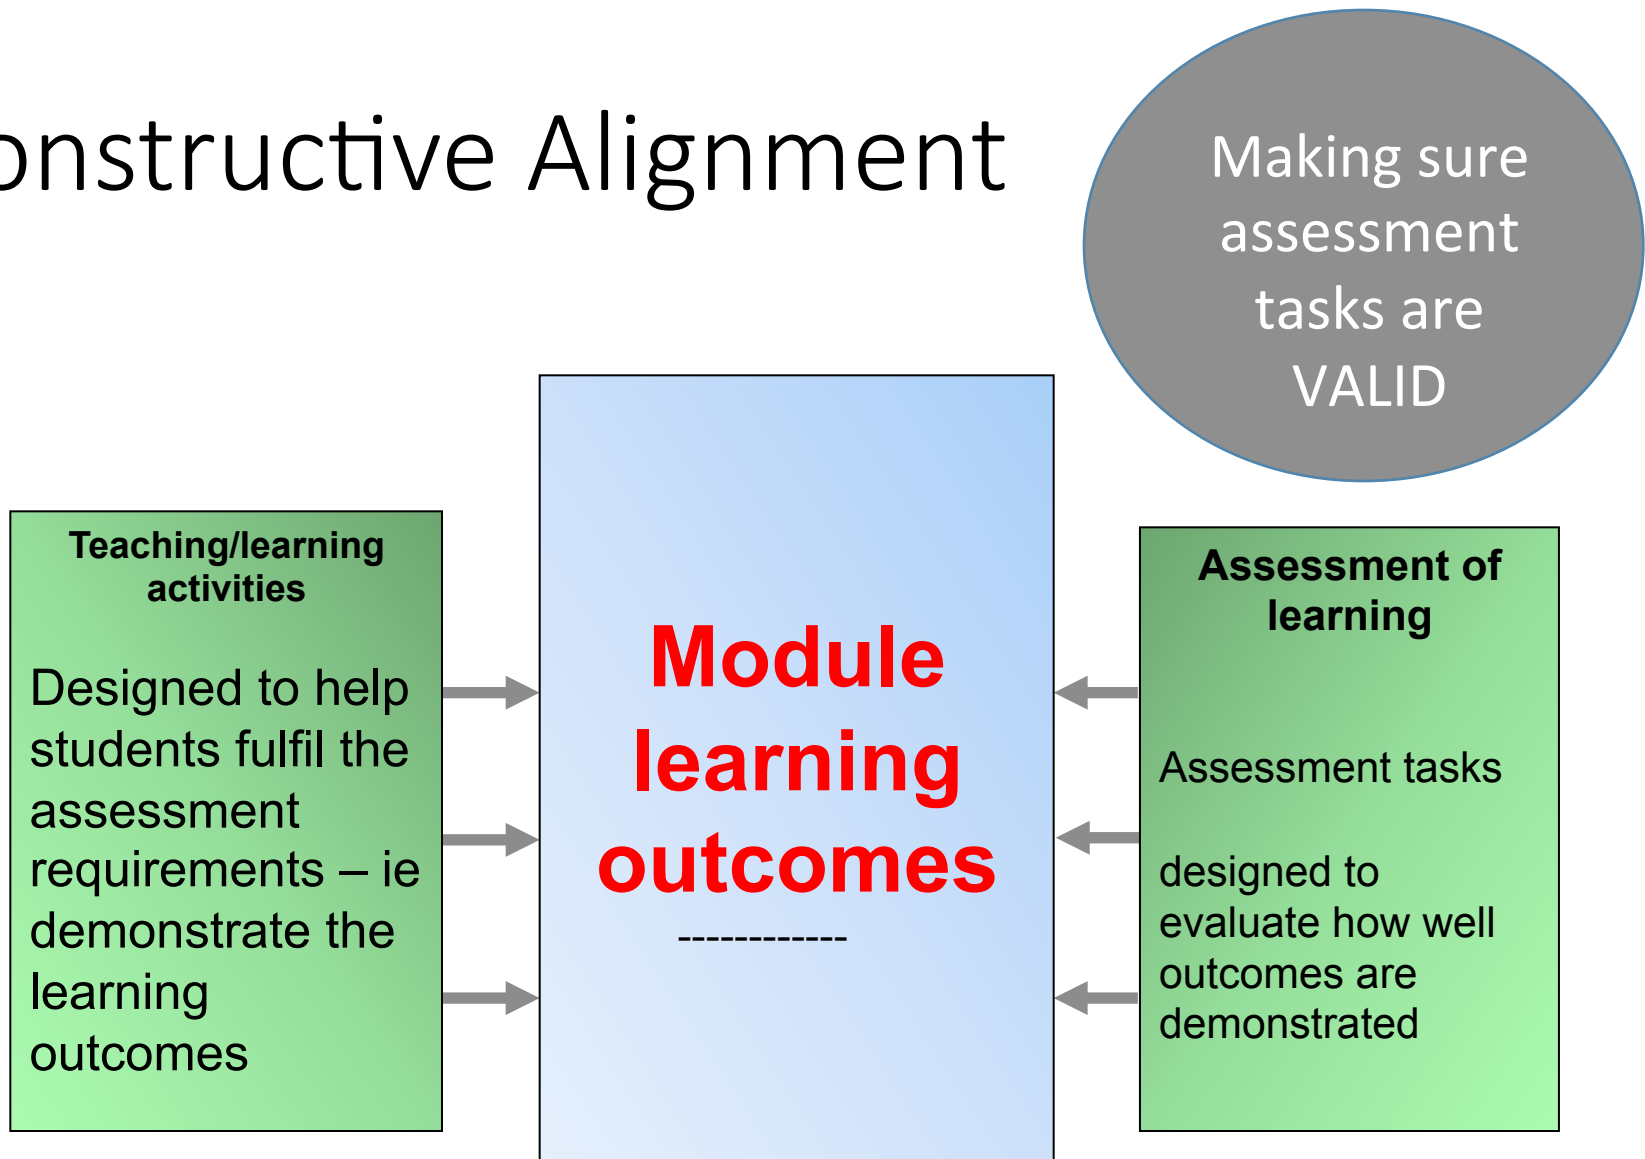 onstructive Alignment
Making sure
assessment
tasks are
VALID
Teaching/learning
activities
Designed to help
students fulfil the
assessment
requirements – ie
demonstrate the
learning
outcomes
Module
learning
outcomes
------------
Assessment of
learning
Assessment tasks
designed to
evaluate how well
outcomes are
demonstrated